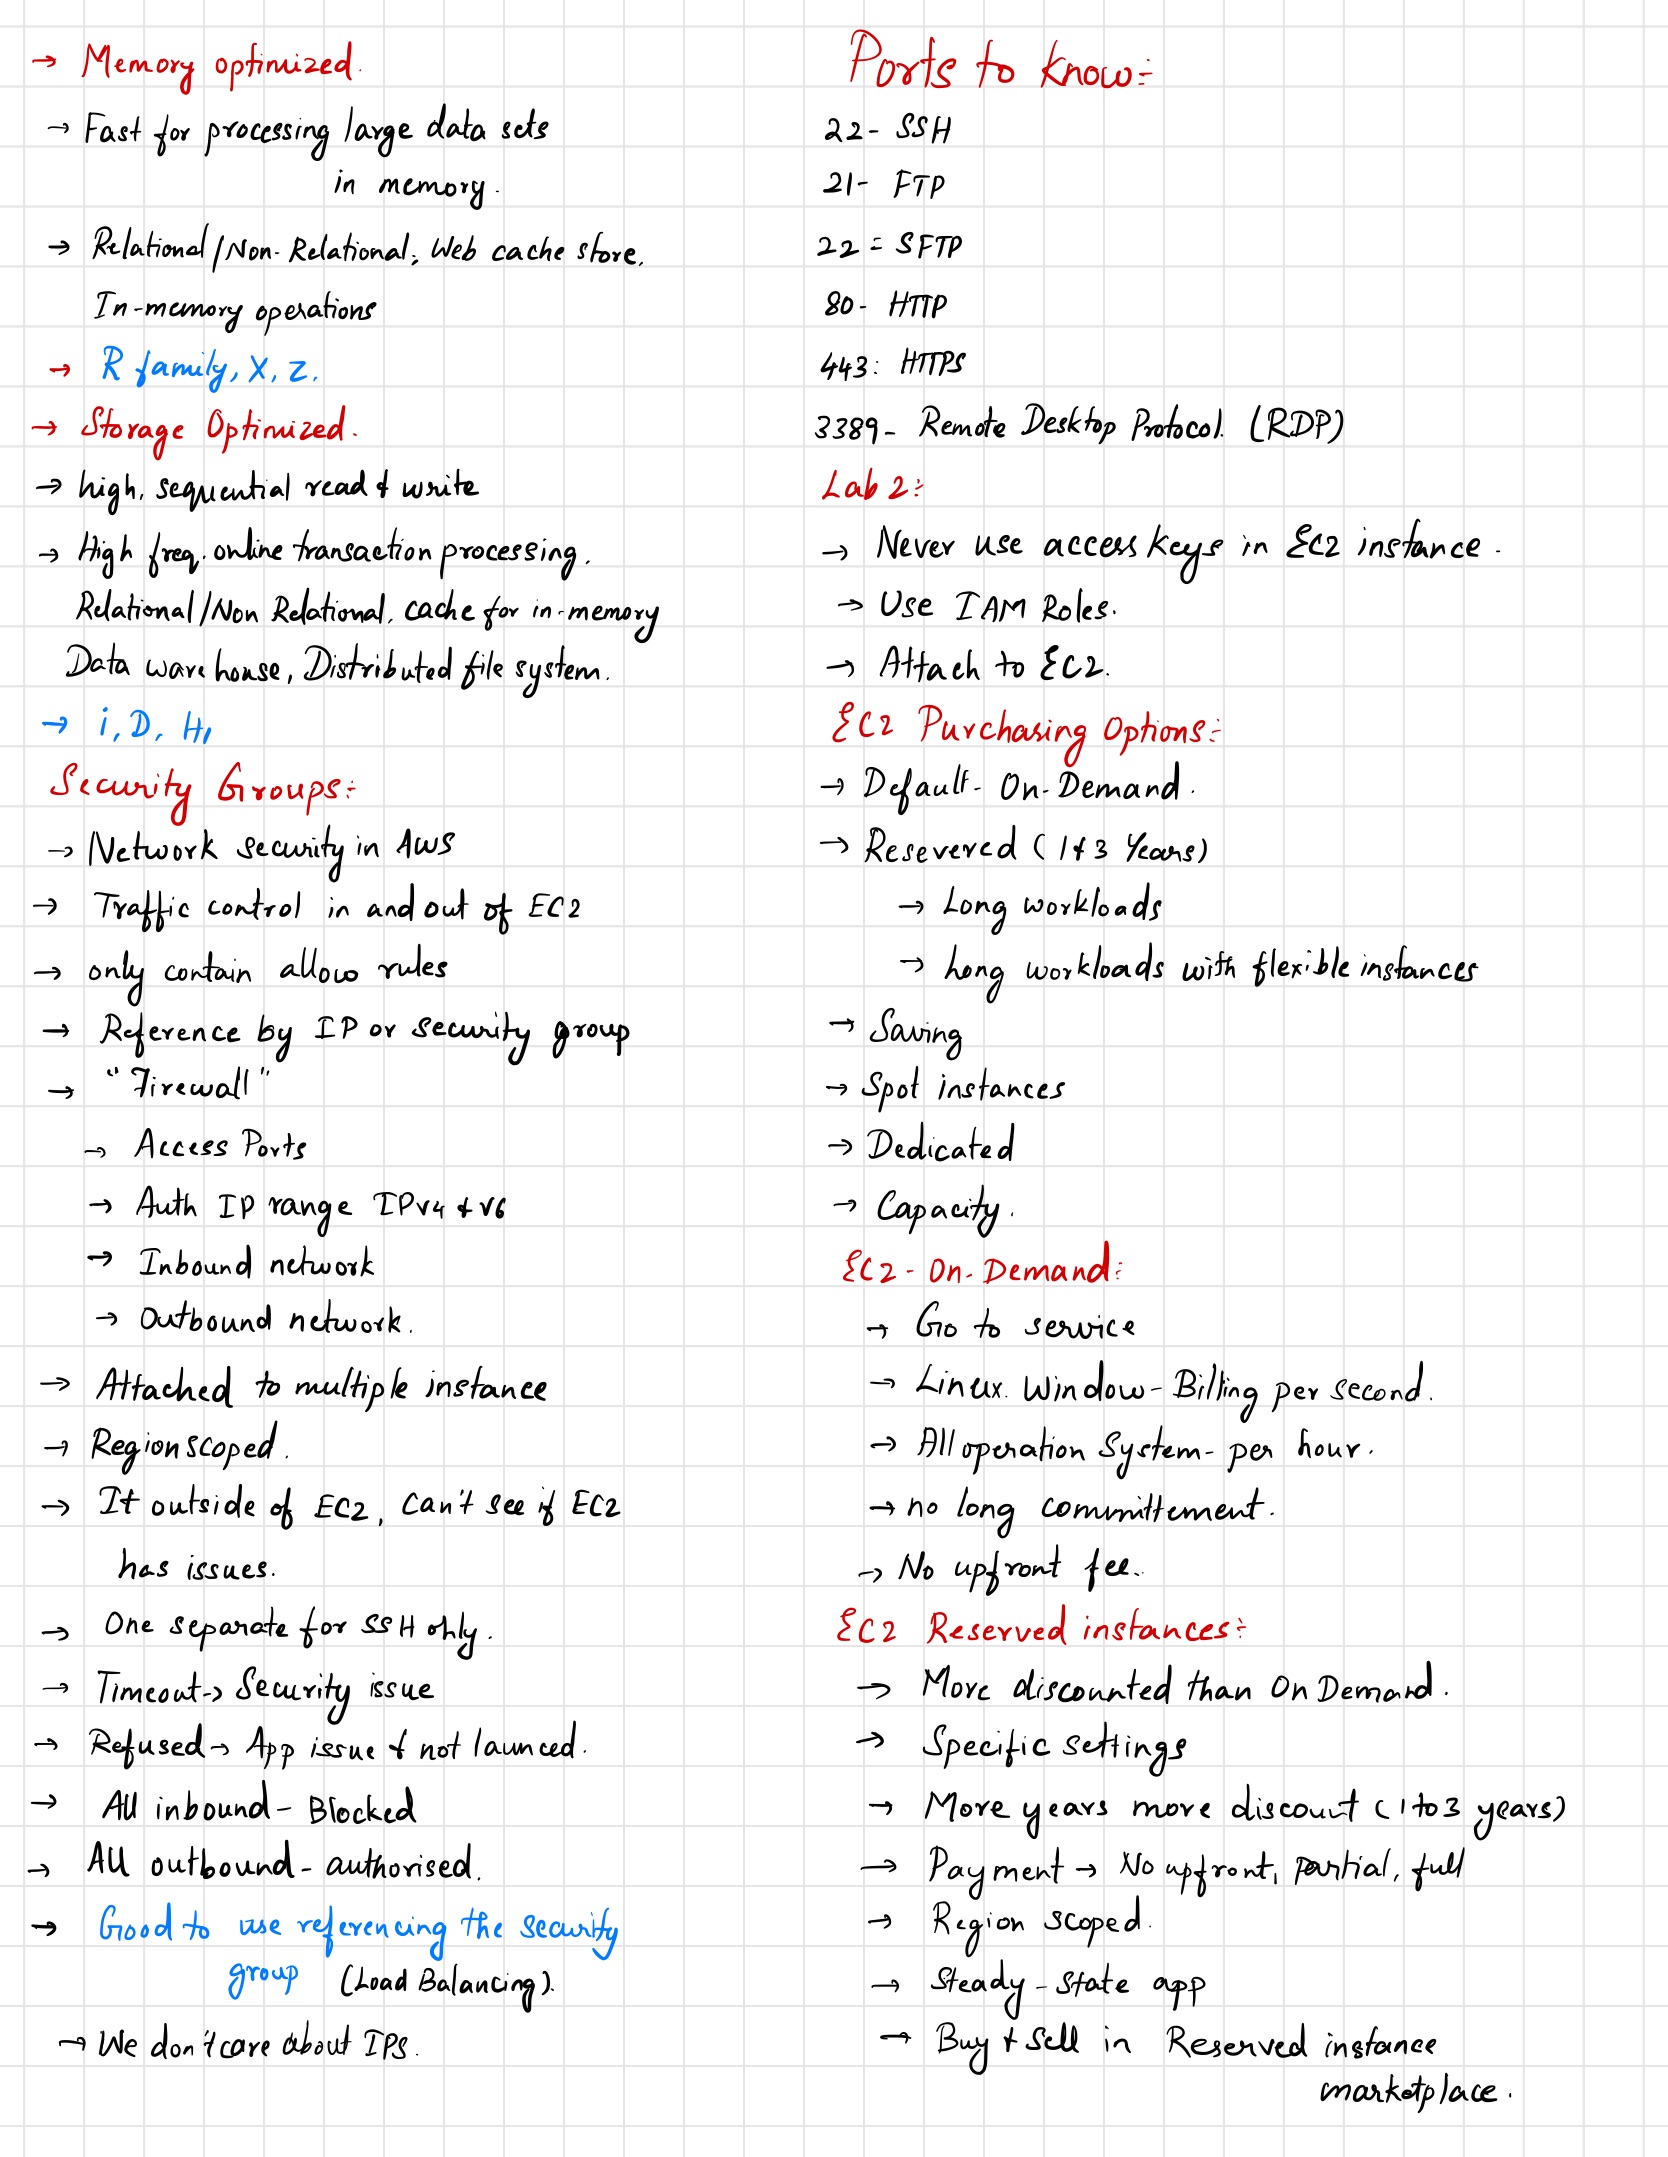 → Memory optimized.
→ Fast for processing large data sets
in memory.
→ Relational/Non-Relational, Web cache store,
In-memory operations
→ R family, X, Z.
→ Storage Optimized.
→ high, sequential read & write
→ High freq. online transaction processing.
Relational/Non Relational, cache for in-memory
Data warehouse, Distributed file system.
→ i, D, H1
Security Groups:-
→ Network security in AWS
→ Traffic control in and out of EC2
→ only contain allow rules
→ Reference by IP or security group
→ "Firewall"
→ Access Ports
→ Auth IP range IPv4 & v6
→ Inbound network
→ Outbound network.
→ Attached to multiple instance
→ Region scoped.
→ It outside of EC2, Can't see if EC2
has issues.
→ One separate for SSH only.
→ Timeout → Security issue
→ Refused → App issue & not launced.
→ All inbound - Blocked
→ All outbound - authorised.
→ Good to use referencing the security
group (Load Balancing).
→ We don't care about IPS.
Ports to know:-
22- SSH
21- FTP
22 = SFTP
80- HTTP
443: HTTPS
3389- Remote Desktop Protocol. (RDP)
Lab 2:-
→ Never use access keys in EC2 instance.
→ Use IAM Roles.
→ Attach to EC2.
EC2 Purchasing Options:-
→ Default- On-Demand.
→ Resevered (1 & 3 Years)
→ Long workloads
→ Long workloads with flexible instances
→ Saving
→ Spot instances
→ Dedicated
→ Capacity.
EC2- On-Demand:-
→ Go to service
→ Linux. Window- Billing per second.
→ All operation System- per hour.
→ no long committement.
→ No upfront fee.
EC2 Reserved instances:-
→ More discounted than On Demand.
→ Specific settings
→ More years more discount (1 to 3 years)
→ Payment → No upfront, partial, full
→ Region scoped.
→ Steady-State app
→ Buy & Sell in Reserved instance
marketplace.